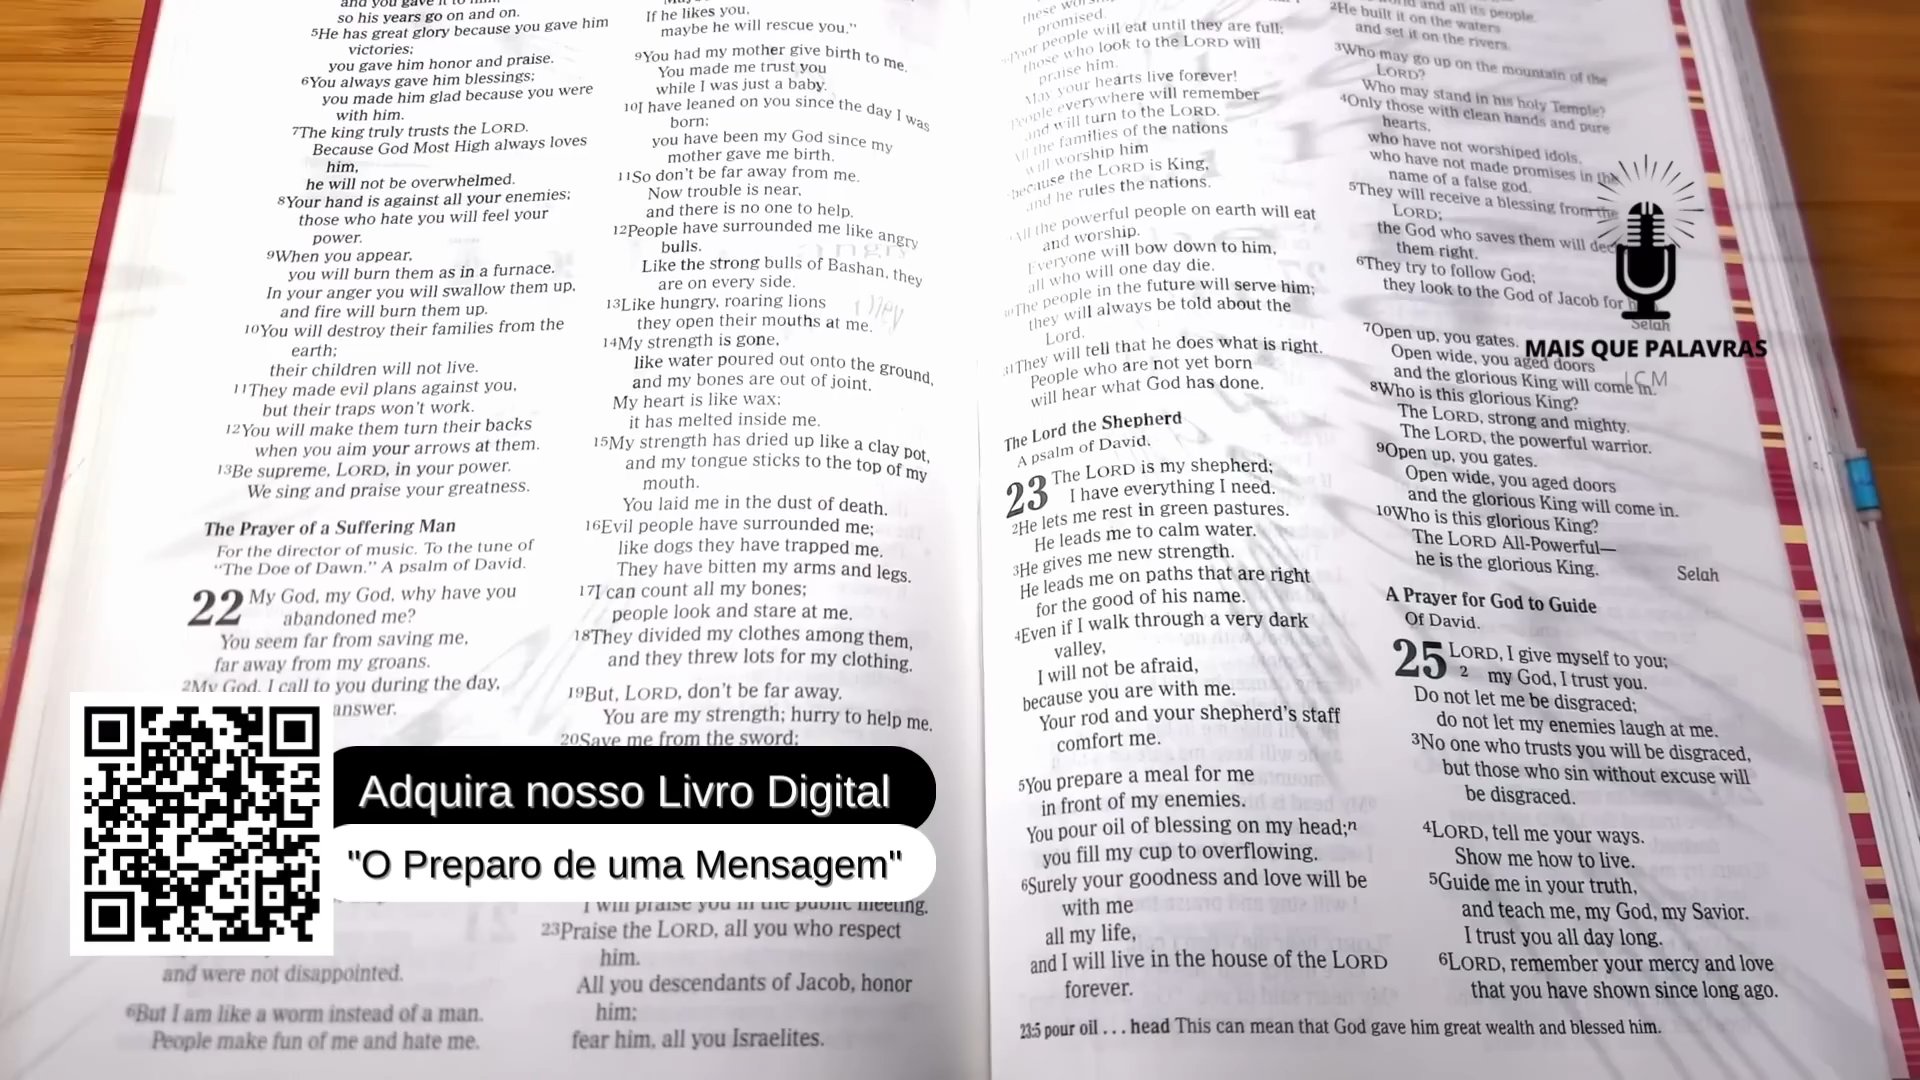 so his years go on and on.
5He has great glory because you gave him
victories;
you gave him honor and praise.
6You always gave him blessings;
you made him glad because you were
with him.
7The king truly trusts the LORD.
Because God Most High always loves
him,
he will not be overwhelmed.
8Your hand is against all your enemies;
those who hate you will feel your
power.
9When you appear,
you will burn them as in a furnace.
In your anger you will swallow them up,
and fire will burn them up.
10You will destroy their families from the
earth;
their children will not live.
11They made evil plans against you,
but their traps won't work.
12You will make them turn their backs
when you aim your arrows at them.
13Be supreme, LORD, in your power.
We sing and praise your greatness.
The Prayer of a Suffering Man
For the director of music. To the tune of
"The Doe of Dawn." A psalm of David.
22 My God, my God, why have you
abandoned me?
You seem far from saving me,
far away from my groans.
2My God, I call to you during the day,
answer.
and were not disappointed.
6But I am like a worm instead of a man.
People make fun of me and hate me.
If he likes you,
maybe he will rescue you."
9You had my mother give birth to me.
You made me trust you
while I was just a baby.
10I have leaned on you since the day I was
born;
you have been my God since my
mother gave me birth.
11So don't be far away from me.
Now trouble is near,
and there is no one to help.
12People have surrounded me like angry
bulls.
Like the strong bulls of Bashan, they
are on every side.
13Like hungry, roaring lions
they open their mouths at me.
14My strength is gone,
like water poured out onto the ground,
and my bones are out of joint.
My heart is like wax;
it has melted inside me.
15My strength has dried up like a clay pot,
and my tongue sticks to the top of my
mouth.
You laid me in the dust of death.
16Evil people have surrounded me;
like dogs they have trapped me.
They have bitten my arms and legs.
17I can count all my bones;
people look and stare at me.
18They divided my clothes among them,
and they threw lots for my clothing.
19But, LORD, don't be far away.
You are my strength; hurry to help me.
20Save me from the sword;
I will praise you in the public meeting.
23Praise the LORD, all you who respect
him.
All you descendants of Jacob, honor
him;
fear him, all you Israelites.
promised.
Poor people will eat until they are full;
those who look to the LORD will
praise him.
May your hearts live forever!
People everywhere will remember
and will turn to the LORD.
All the families of the nations
will worship him
because the LORD is King,
and he rules the nations.
All the powerful people on earth will eat
and worship.
Everyone will bow down to him,
all who will one day die.
30The people in the future will serve him;
they will always be told about the
Lord.
31They will tell that he does what is right.
People who are not yet born
will hear what God has done.
The Lord the Shepherd
A psalm of David.
23 The LORD is my shepherd;
I have everything I need.
2He lets me rest in green pastures.
He leads me to calm water.
3He gives me new strength.
He leads me on paths that are right
for the good of his name.
4Even if I walk through a very dark
valley,
I will not be afraid,
because you are with me.
Your rod and your shepherd's staff
comfort me.
5You prepare a meal for me
in front of my enemies.
You pour oil of blessing on my head;n
you fill my cup to overflowing.
6Surely your goodness and love will be
with me
all my life,
and I will live in the house of the LORD
forever.
23:5 pour oil . . . head This can mean that God gave him great wealth and blessed him.
and all its people.
2He built it on the waters
and set it on the rivers.
3Who may go up on the mountain of the
LORD?
Who may stand in his holy Temple?
4Only those with clean hands and pure
hearts,
who have not worshiped idols,
who have not made promises in the
name of a false god.
5They will receive a blessing from the
LORD;
the God who saves them will
them right.
6They try to follow God;
they look to the God of Jacob for
Selah
7Open up, you gates.
Open wide, you aged doors
and the glorious King will come in.
8Who is this glorious King?
The LORD, strong and mighty.
The LORD, the powerful warrior.
9Open up, you gates.
Open wide, you aged doors
and the glorious King will come in.
10Who is this glorious King?
The LORD All-Powerful—
he is the glorious King.
Selah
A Prayer for God to Guide
Of David.
25 LORD, I give myself to you;
2 my God, I trust you.
Do not let me be disgraced;
do not let my enemies laugh at me.
3No one who trusts you will be disgraced,
but those who sin without excuse will
be disgraced.
4LORD, tell me your ways.
Show me how to live.
5Guide me in your truth,
and teach me, my God, my Savior.
I trust you all day long.
6LORD, remember your mercy and love
that you have shown since long ago.
MAIS QUE PALAVRAS
ICM
Adquira nosso Livro Digital
"O Preparo de uma Mensagem"